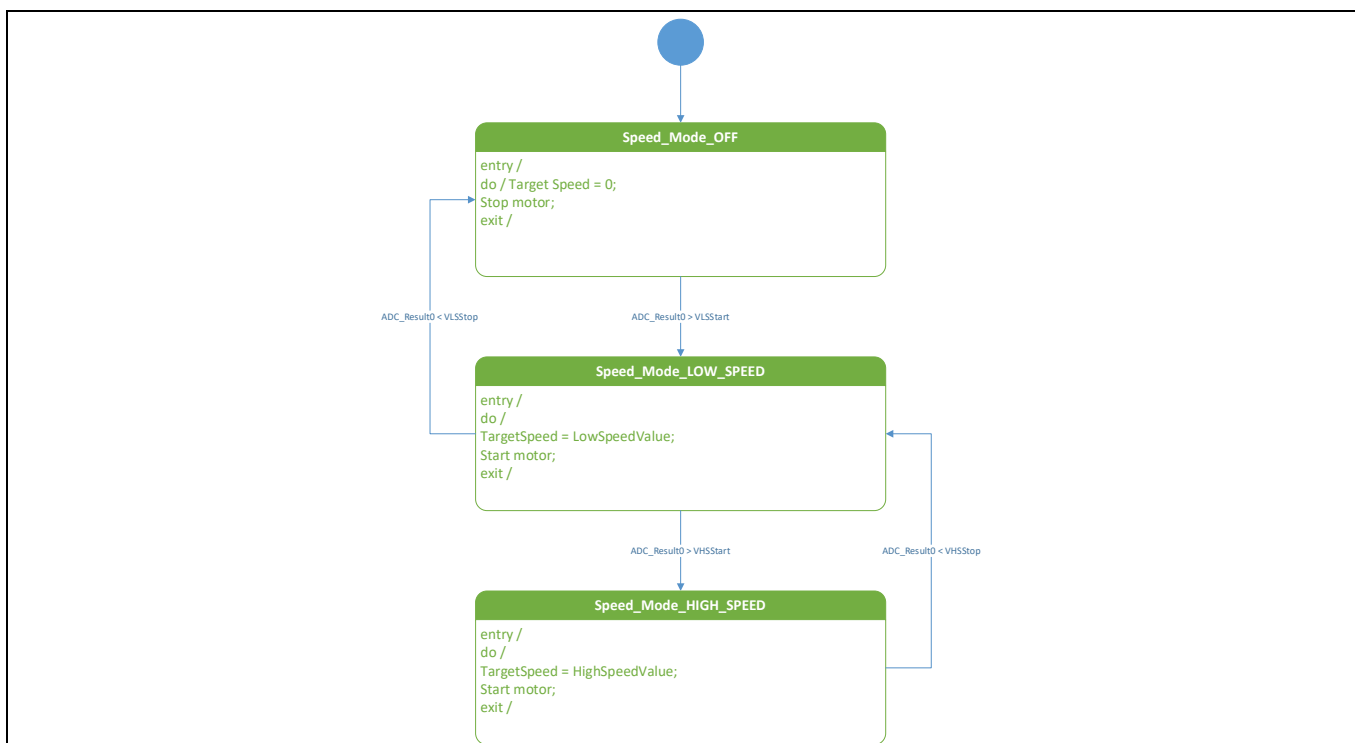 Speed_Mode_OFF
entry /
do / Target Speed = 0;
Stop motor;
exit /
ADC_Result0 < VLSStop
ADC_Result0 > VLSStart
Speed_Mode_LOW_SPEED
entry /
do /
TargetSpeed = LowSpeedValue;
Start motor;
exit /
ADC_Result0 > VHSStart
ADC_Result0 < VHSStop
Speed_Mode_HIGH_SPEED
entry /
do /
TargetSpeed = HighSpeedValue;
Start motor;
exit /